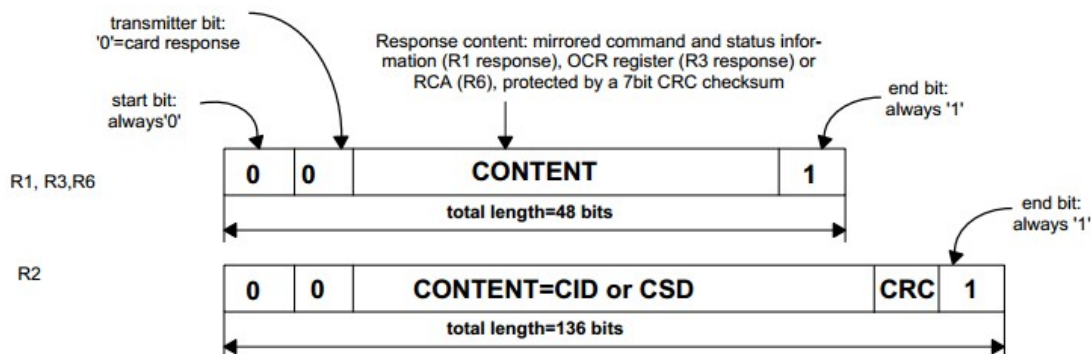 transmitter bit:
'0'=card response
Response content: mirrored command and status infor-
mation (R1 response), OCR register (R3 response) or
RCA (R6), protected by a 7bit CRC checksum
start bit:
always'0'
end bit:
always '1'
R1, R3,R6
0 0 CONTENT 1
total length=48 bits
end bit:
always '1'
R2
0 0 CONTENT=CID or CSD CRC 1
total length=136 bits